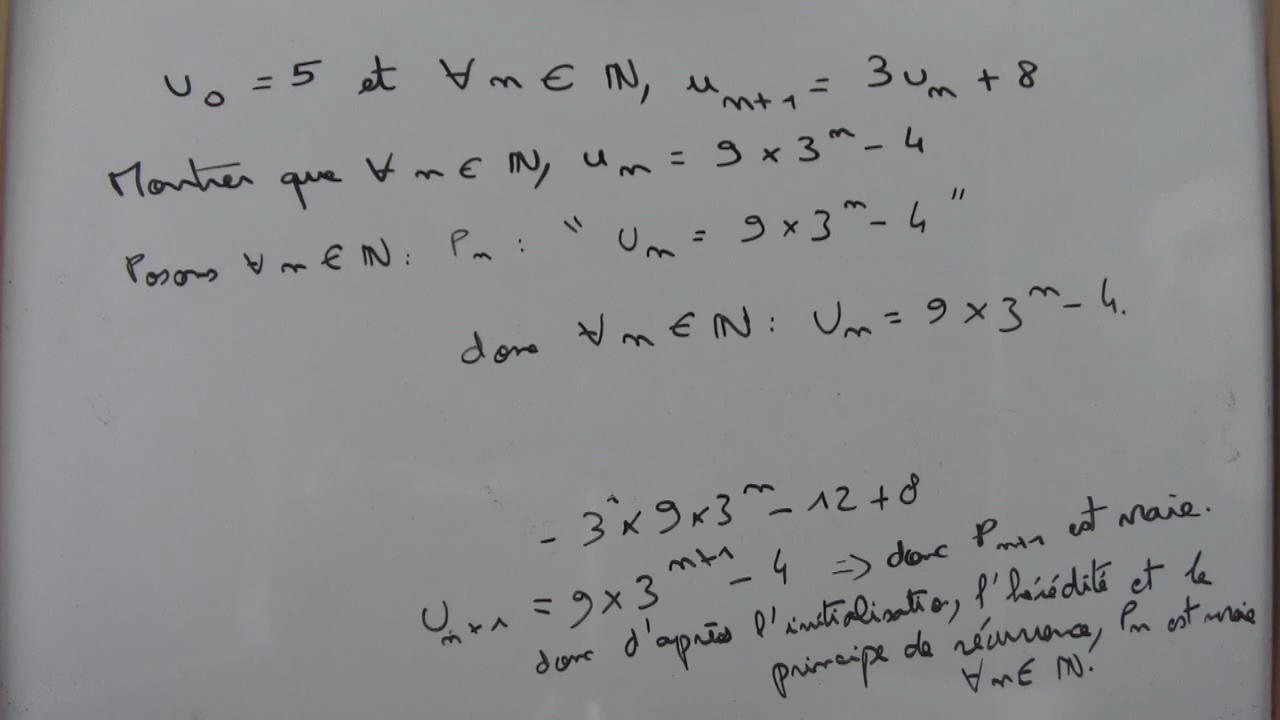 U₀ = 5 et ∀ n ∈ ℕ, uₙ₊₁ = 3Uₙ + 8
Montrer que ∀ n ∈ ℕ, uₙ = 9 × 3ⁿ - 4
Posons ∀ n ∈ ℕ : Pₙ : " Uₙ = 9 × 3ⁿ - 4 "
donc ∀ n ∈ ℕ : Uₙ = 9 × 3ⁿ - 4.
- 3 × 9 × 3ⁿ - 12 + 8
Uₙ₊₁ = 9 × 3ⁿ⁺¹ - 4 => donc Pₙ₊₁ est vraie.
donc d'après l'initialisatio, l'hérédité et le
principe de récurrence, Pₙ est vraie
∀ n ∈ ℕ.